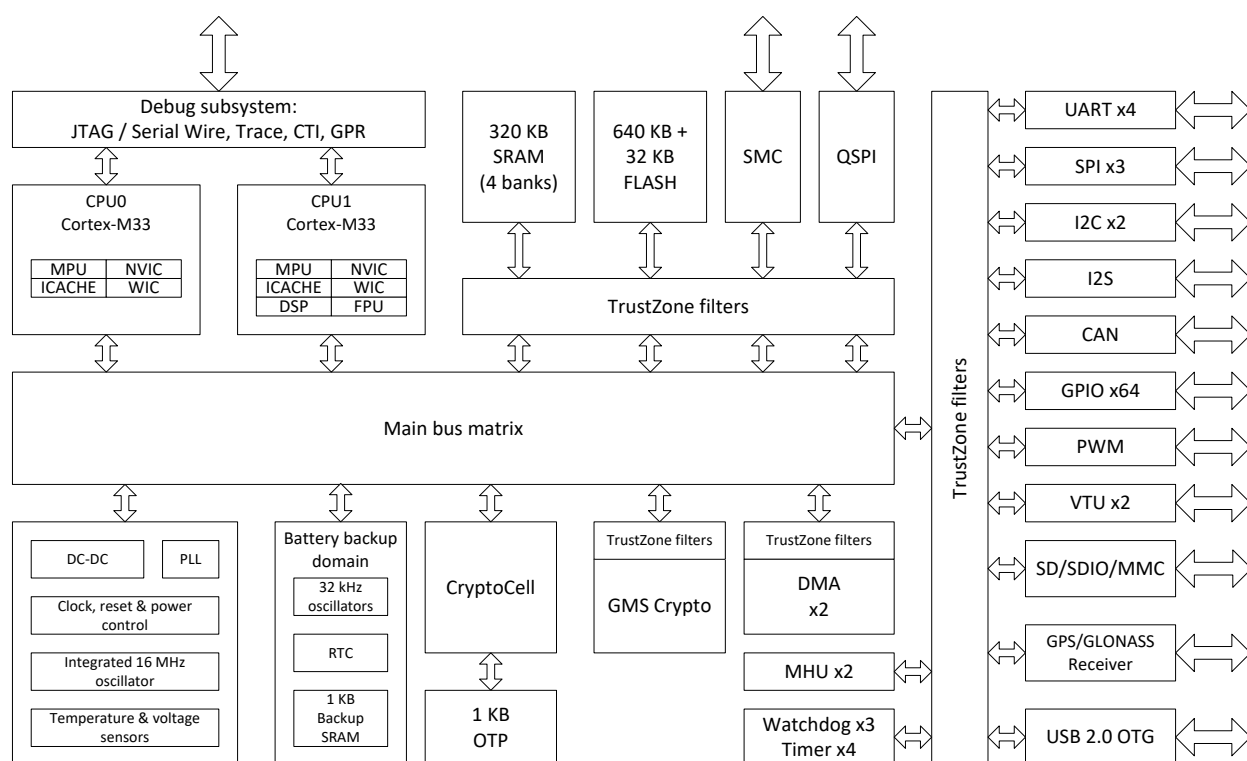 Debug subsystem:
JTAG / Serial Wire, Trace, CTI, GPR
CPU0
Cortex-M33
MPU NVIC
ICACHE WIC
CPU1
Cortex-M33
MPU NVIC
ICACHE WIC
DSP FPU
320 KB
SRAM
(4 banks)
640 KB +
32 KB
FLASH
SMC
QSPI
TrustZone filters
Main bus matrix
TrustZone filters
UART x4
SPI x3
I2C x2
I2S
CAN
GPIO x64
PWM
VTU x2
SD/SDIO/MMC
GPS/GLONASS
Receiver
USB 2.0 OTG
DC-DC
PLL
Clock, reset & power
control
Integrated 16 MHz
oscillator
Temperature & voltage
sensors
Battery backup
domain
32 kHz
oscillators
RTC
1 KB
Backup
SRAM
CryptoCell
1 KB
OTP
TrustZone filters
GMS Crypto
TrustZone filters
DMA
x2
MHU x2
Watchdog x3
Timer x4